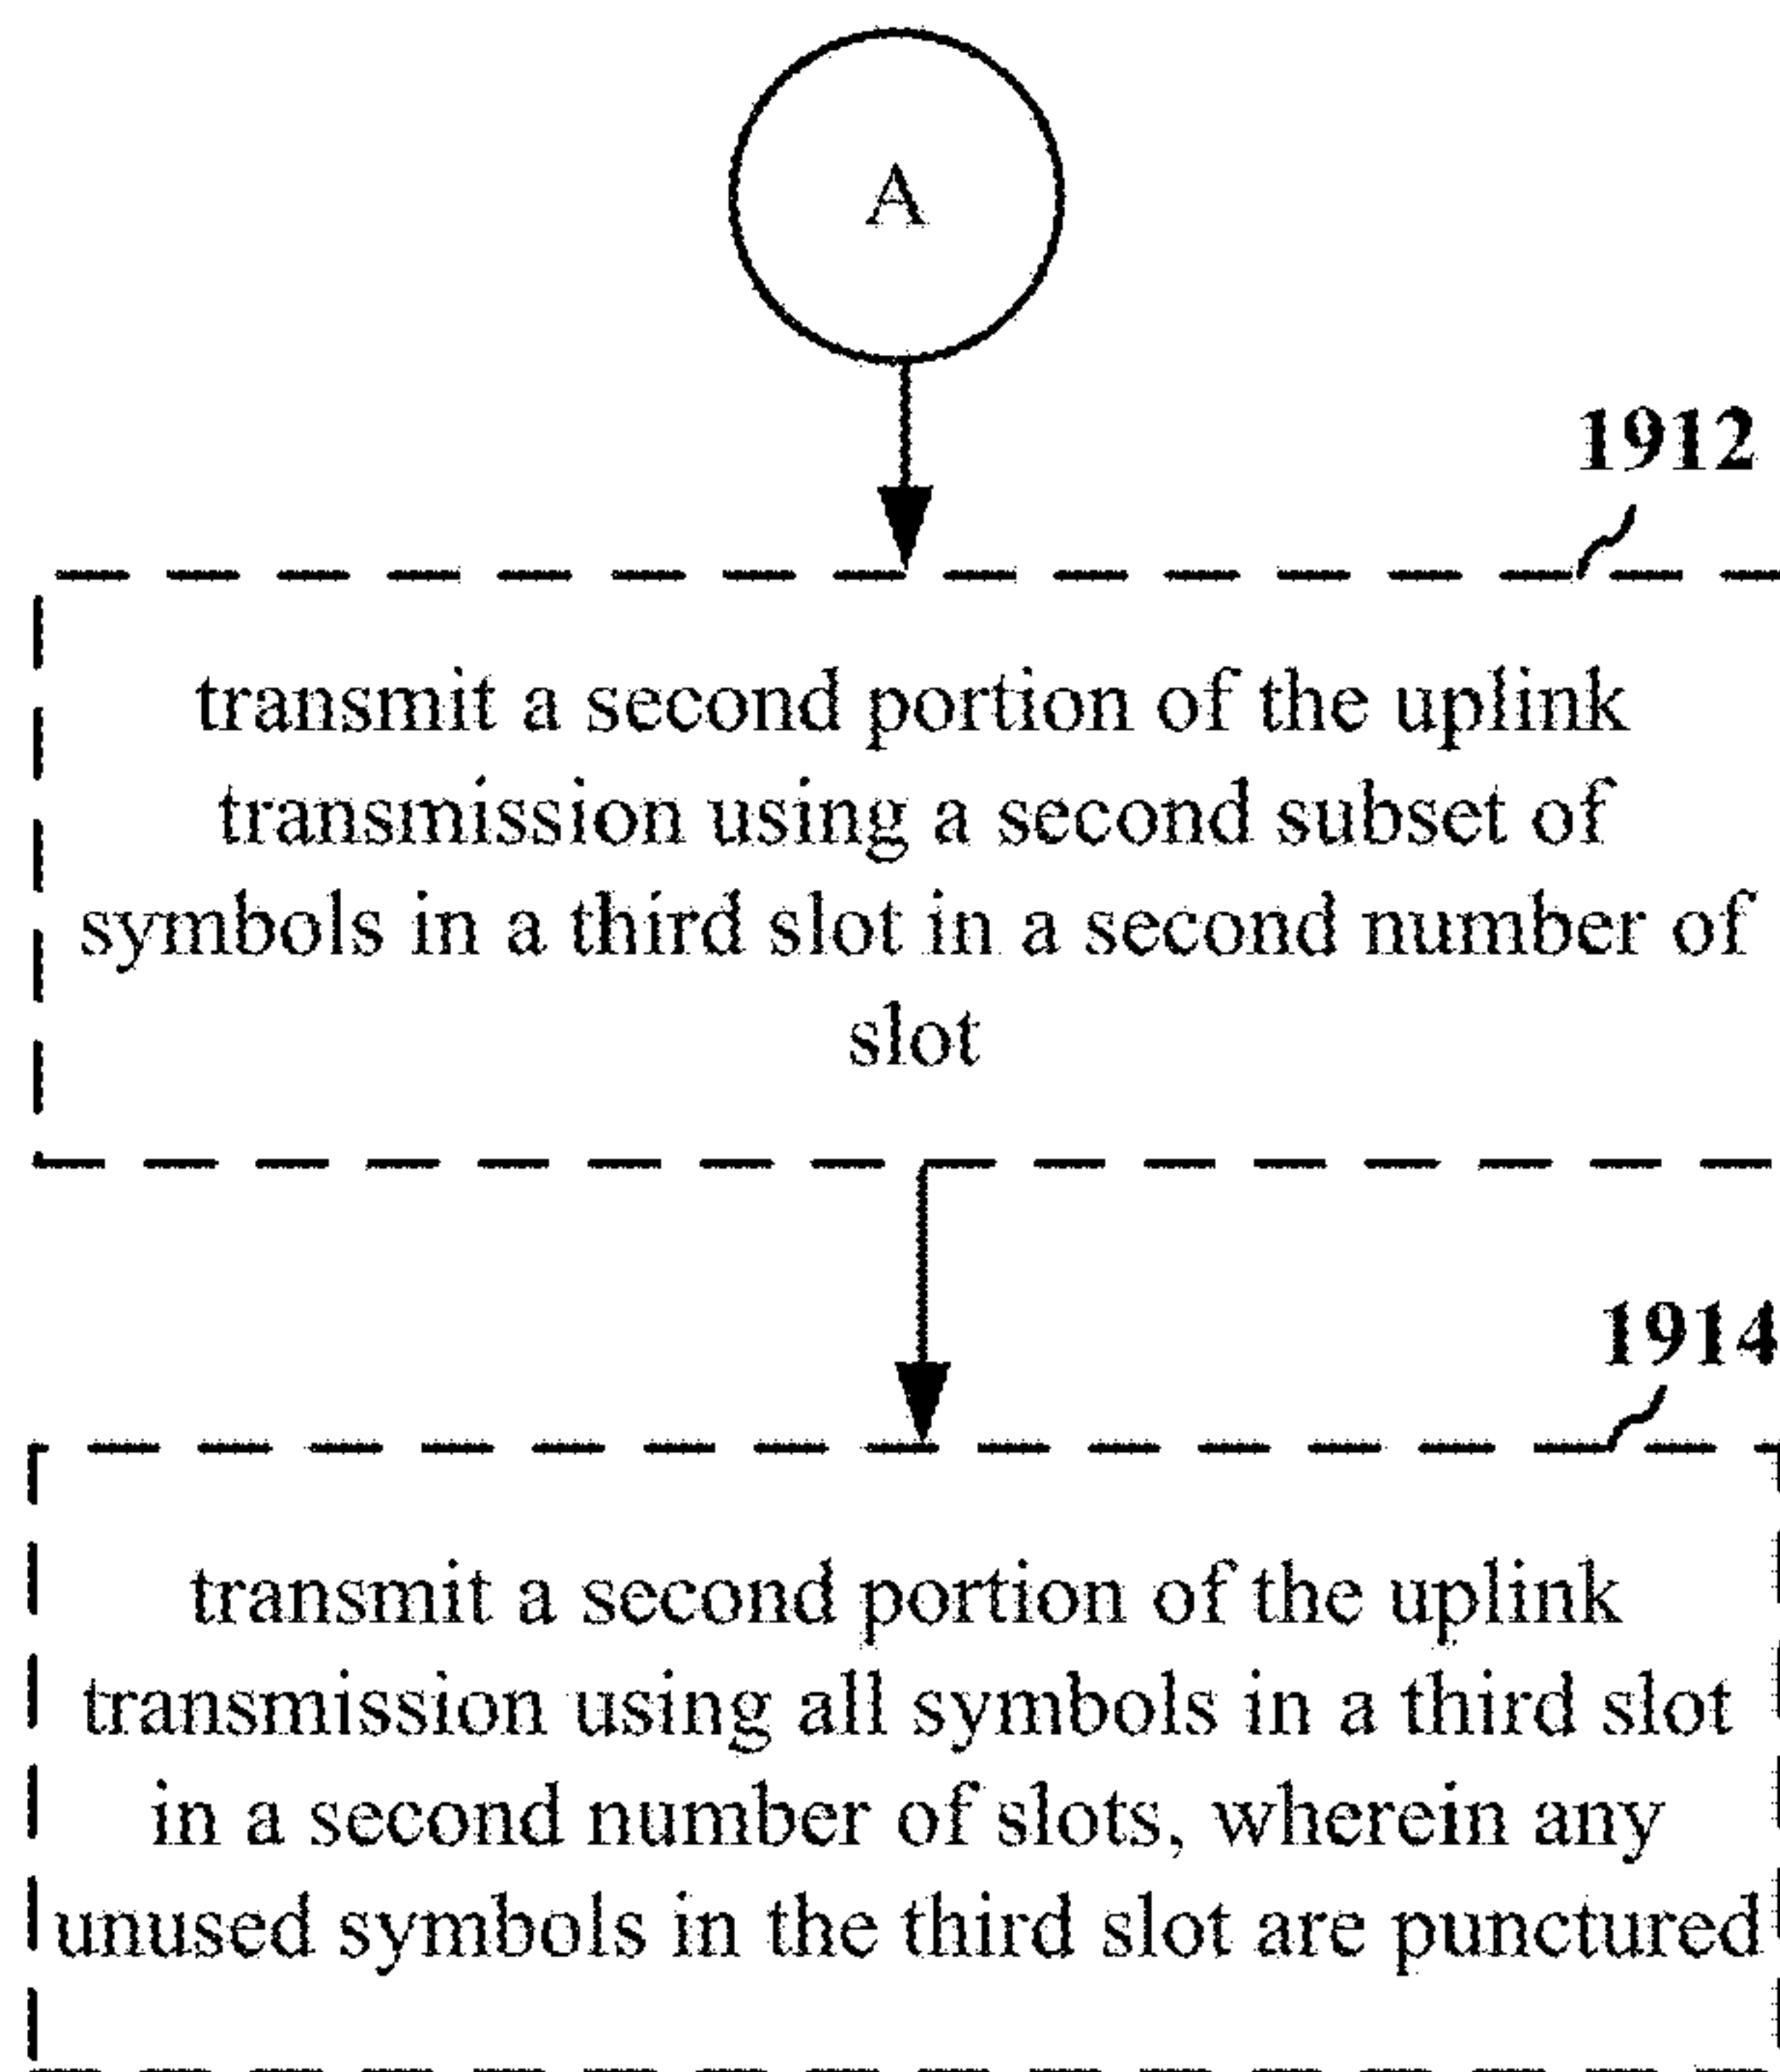 A
1912
transmit a second portion of the uplink
transmission using a second subset of
symbols in a third slot in a second number of
slot
1914
transmit a second portion of the uplink
transmission using all symbols in a third slot
in a second number of slots, wherein any
unused symbols in the third slot are punctured